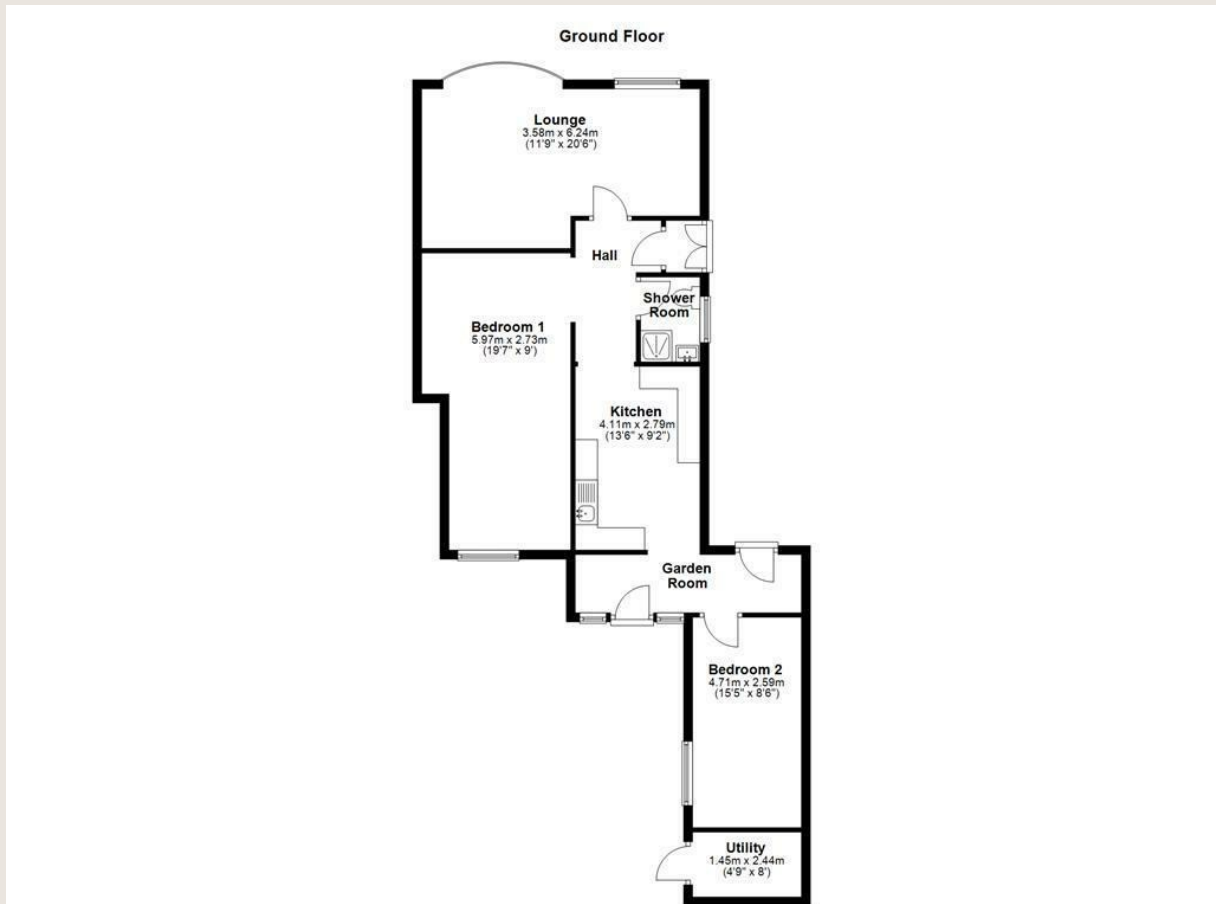 Ground Floor
Lounge
3.58m x 6.24m
(11'9" x 20'6")
Hall
Shower
Room
Bedroom 1
5.97m x 2.73m
(19'7" x 9')
Kitchen
4.11m x 2.79m
(13'6" x 9'2")
Garden
Room
Bedroom 2
4.71m x 2.59m
(15'5" x 8'6")
Utility
1.45m x 2.44m
(4'9" x 8')